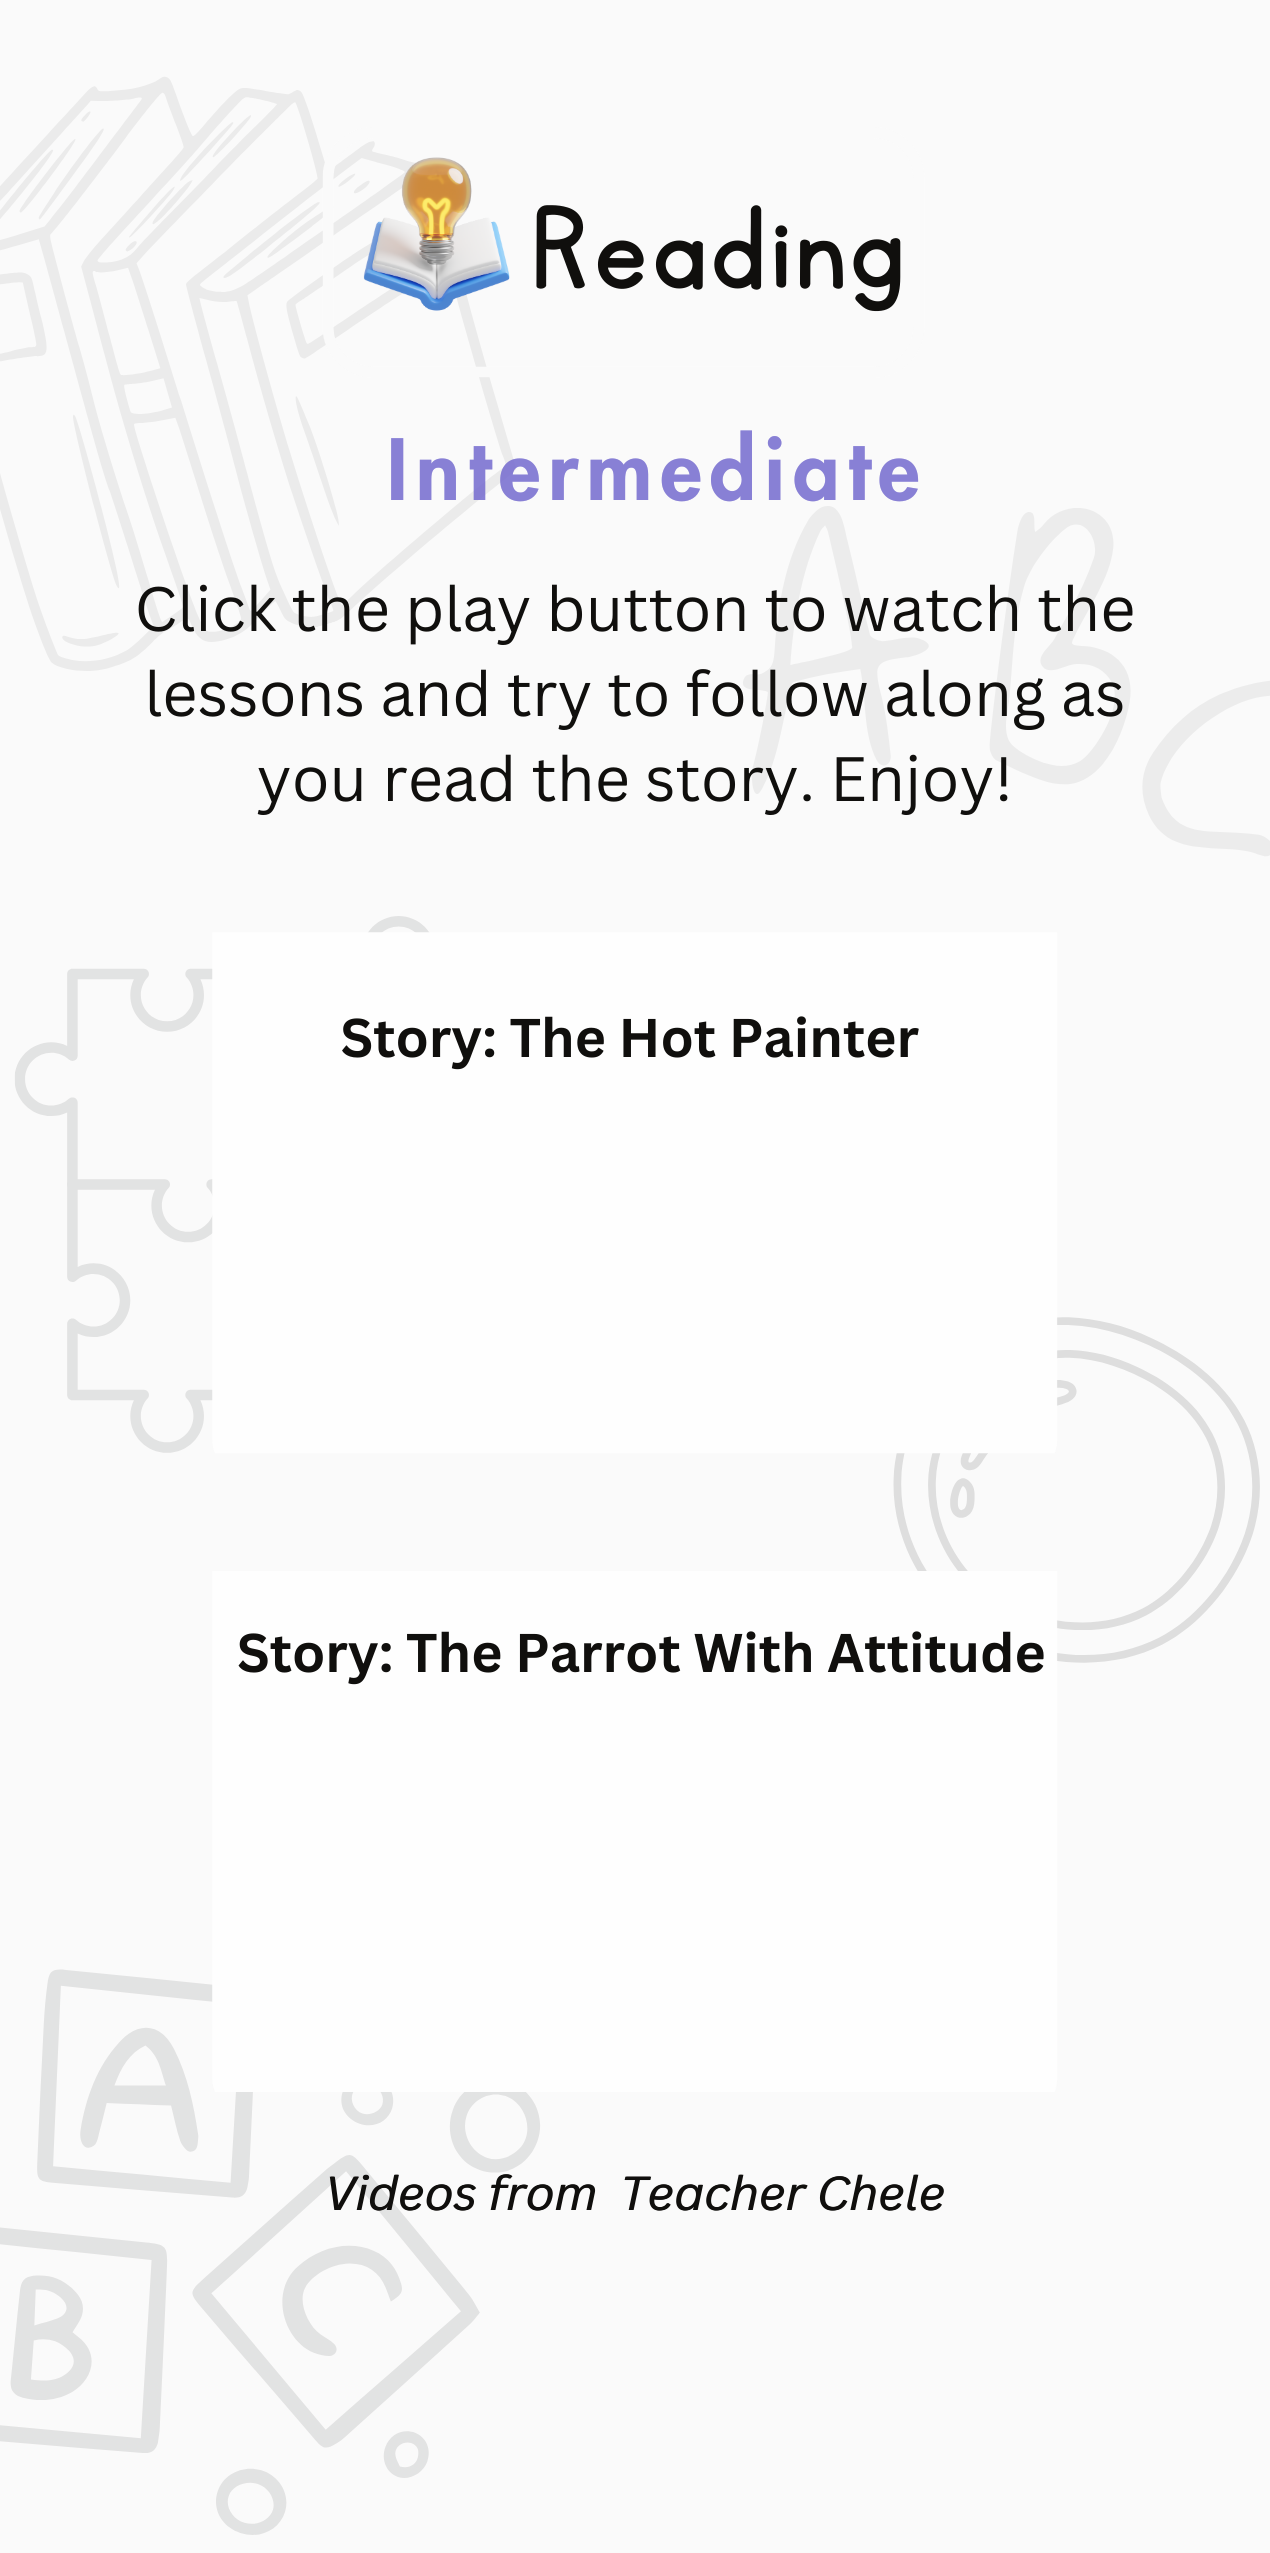 Reading
Intermediate
Click the play button to watch the
lessons and try to follow along as
you read the story. Enjoy!
A B
Story: The Hot Painter
Story: The Parrot With Attitude
A
Videos from  Teacher Chele
B
C